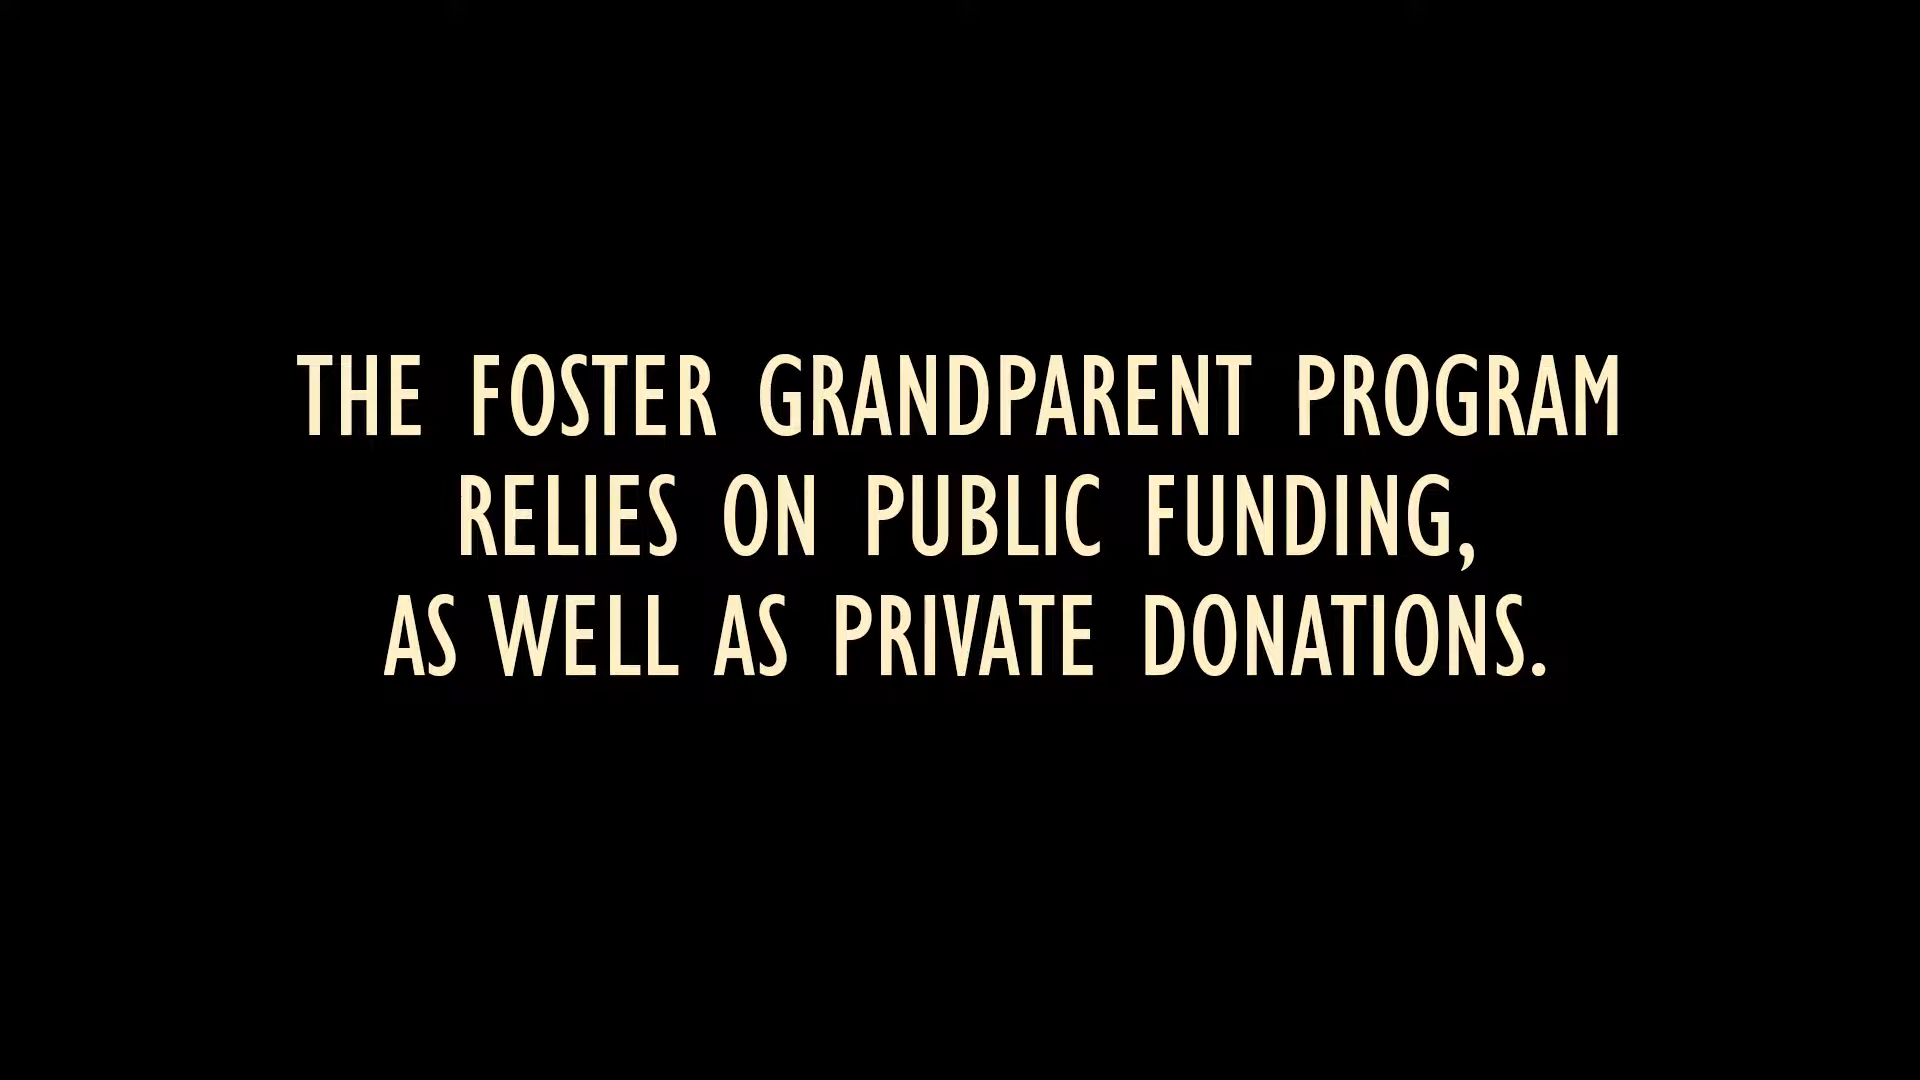 THE FOSTER GRANDPARENT PROGRAM
RELIES ON PUBLIC FUNDING,
AS WELL AS PRIVATE DONATIONS.